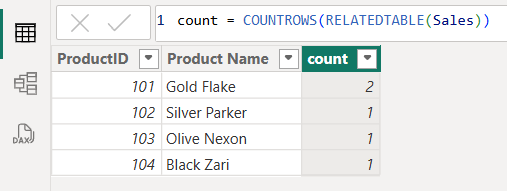 1 count = COUNTROWS(RELATEDTABLE(Sales))
ProductID Product Name count
101 Gold Flake 2
102 Silver Parker 1
103 Olive Nexon 1
104 Black Zari 1
DAX